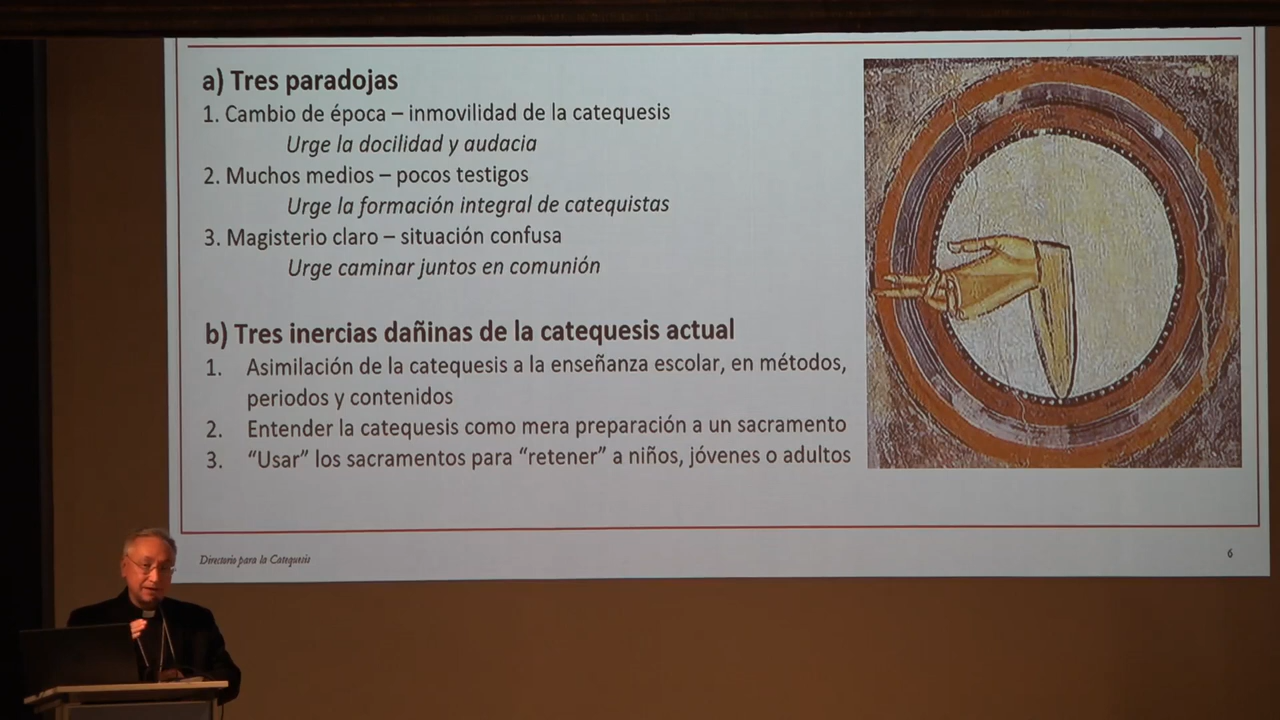 a) Tres paradojas
1. Cambio de época – inmovilidad de la catequesis
Urge la docilidad y audacia
2. Muchos medios – pocos testigos
Urge la formación integral de catequistas
3. Magisterio claro – situación confusa
Urge caminar juntos en comunión
b) Tres inercias dañinas de la catequesis actual
1. Asimilación de la catequesis a la enseñanza escolar, en métodos,
periodos y contenidos
2. Entender la catequesis como mera preparación a un sacramento
3. “Usar” los sacramentos para “retener” a niños, jóvenes o adultos
Directorio para la Catequesis
6